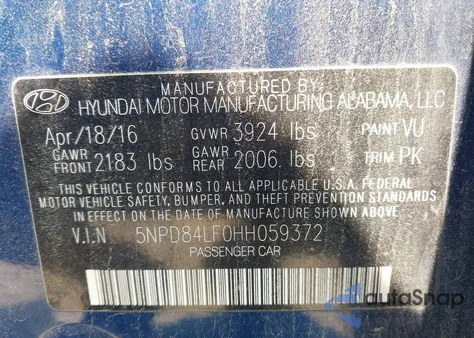 MANUFACTURED BY:
HYUNDAI MOTOR MANUFACTURING ALABAMA, LLC
Apr/18/16 GVWR 3924 lbs PAINT VU
GAWR FRONT 2183 lbs GAWR REAR 2006 lbs TRIM PK
THIS VEHICLE CONFORMS TO ALL APPLICABLE U.S.A. FEDERAL
MOTOR VEHICLE SAFETY, BUMPER, AND THEFT PREVENTION STANDARDS
IN EFFECT ON THE DATE OF MANUFACTURE SHOWN ABOVE.
V.I.N 5NPD84LF0HH059372
PASSENGER CAR
autoSnap